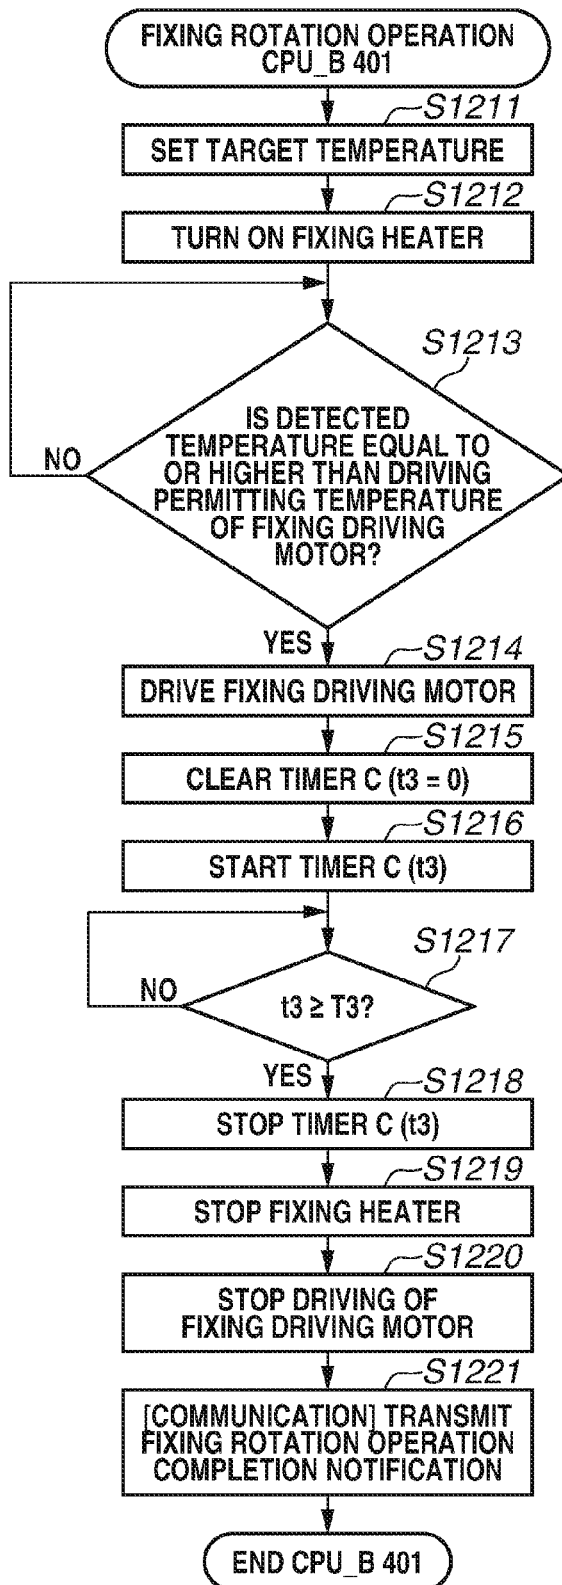 FIXING ROTATION OPERATION
CPU_B 401
S1211
SET TARGET TEMPERATURE
S1212
TURN ON FIXING HEATER
S1213
IS DETECTED
TEMPERATURE EQUAL TO
OR HIGHER THAN DRIVING
PERMITTING TEMPERATURE
OF FIXING DRIVING
MOTOR?
NO
YES
S1214
DRIVE FIXING DRIVING MOTOR
S1215
CLEAR TIMER C (t3 = 0)
S1216
START TIMER C (t3)
S1217
t3 ≥ T3?
NO
YES
S1218
STOP TIMER C (t3)
S1219
STOP FIXING HEATER
S1220
STOP DRIVING OF
FIXING DRIVING MOTOR
S1221
[COMMUNICATION] TRANSMIT
FIXING ROTATION OPERATION
COMPLETION NOTIFICATION
END CPU_B 401